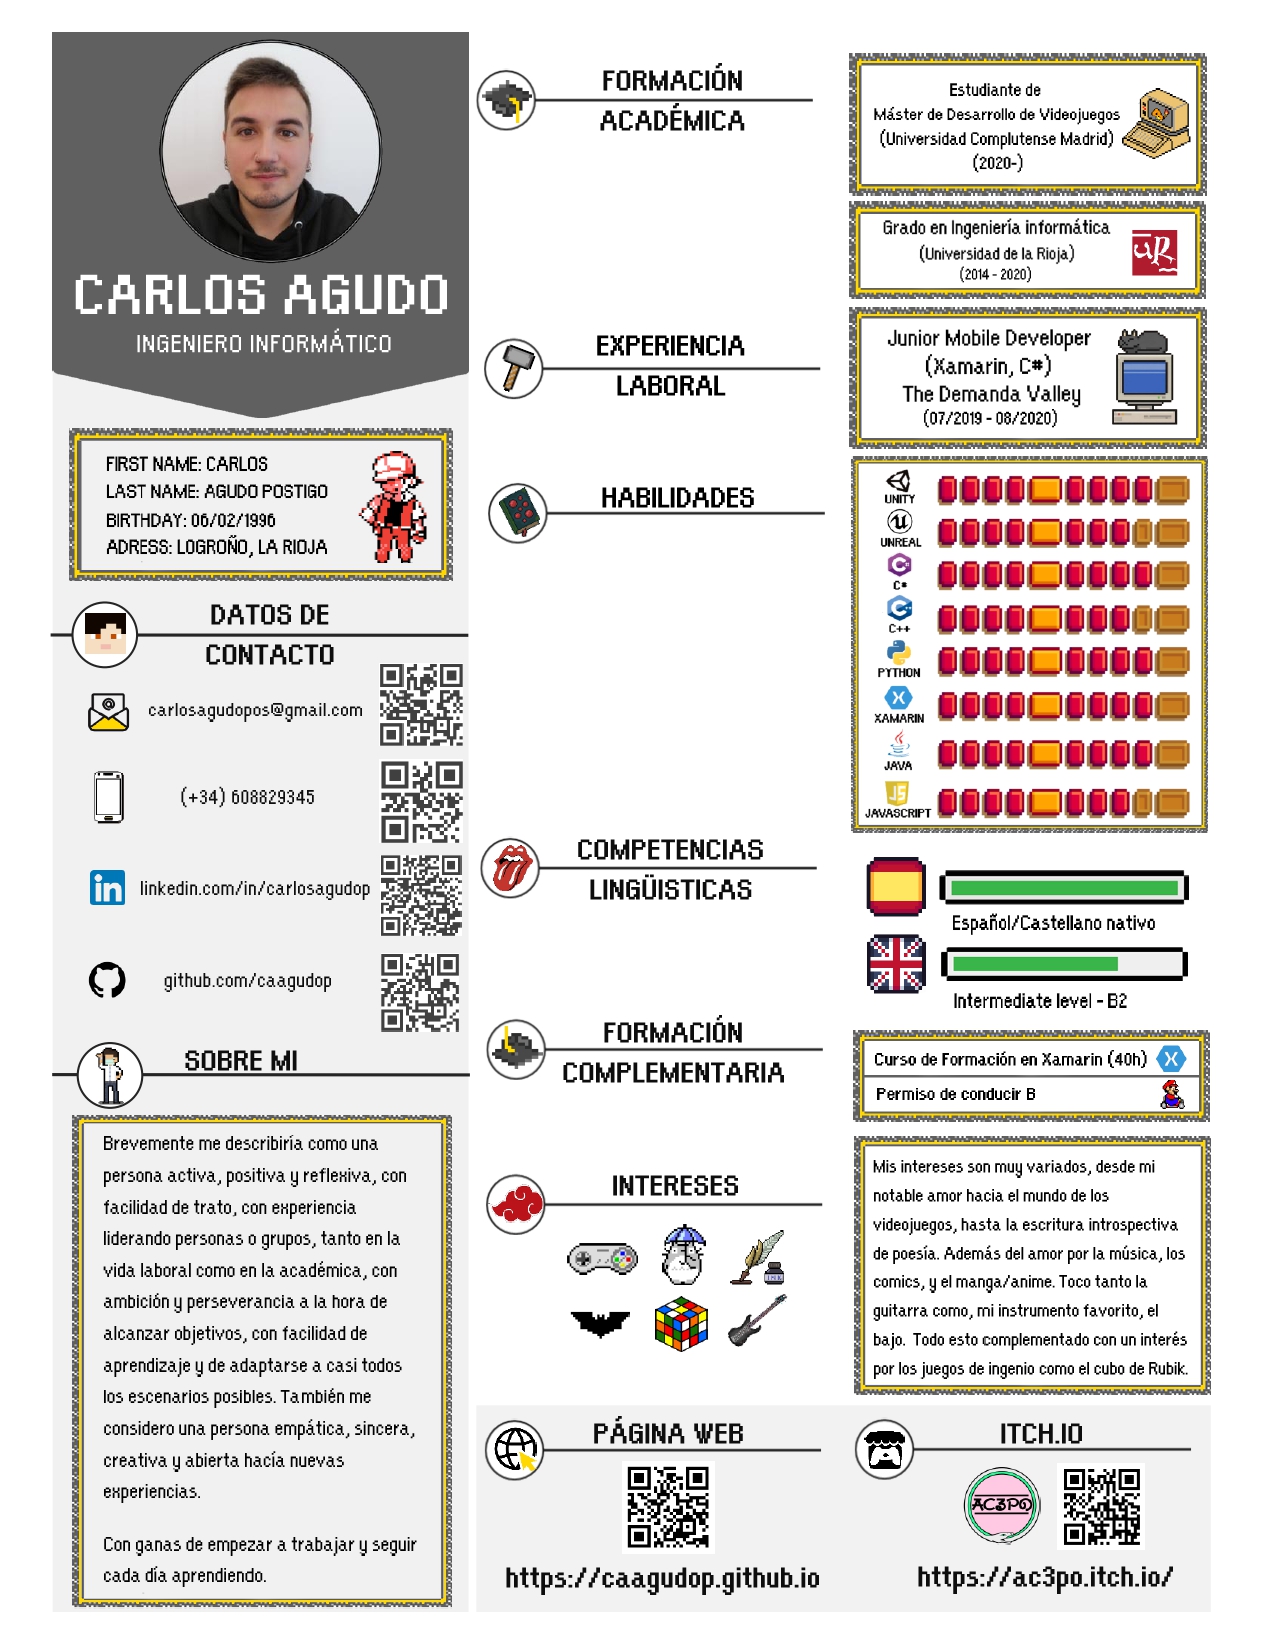 CARLOS AGUDO
INGENIERO INFORMÁTICO
FIRST NAME: CARLOS
LAST NAME: AGUDO POSTIGO
BIRTHDAY: 06/02/1996
ADRESS: LOGROÑO, LA RIOJA
DATOS DE
CONTACTO
carlosagudopos@gmail.com
(+34) 608829345
linkedin.com/in/carlosagudop
github.com/caagudop
SOBRE MI
Brevemente me describiría como una
persona activa, positiva y reflexiva, con
facilidad de trato, con experiencia
liderando personas o grupos, tanto en la
vida laboral como en la académica, con
ambición y perseverancia a la hora de
alcanzar objetivos, con facilidad de
aprendizaje y de adaptarse a casi todos
los escenarios posibles. También me
considero una persona empática, sincera,
creativa y abierta hacía nuevas
experiencias.
Con ganas de empezar a trabajar y seguir
cada día aprendiendo.
FORMACIÓN
ACADÉMICA
Estudiante de
Máster de Desarrollo de Videojuegos
(Universidad Complutense Madrid)
(2020-)
Grado en Ingeniería informática
(Universidad de la Rioja)
(2014 - 2020)
UR
EXPERIENCIA
LABORAL
Junior Mobile Developer
(Xamarin, C#)
The Demanda Valley
(07/2019 - 08/2020)
HABILIDADES
UNITY
UNREAL
C#
C++
PYTHON
XAMARIN
JAVA
JS
JAVASCRIPT
COMPETENCIAS
LINGÜISTICAS
Español/Castellano nativo
Intermediate level - B2
FORMACIÓN
COMPLEMENTARIA
Curso de Formación en Xamarin (40h)
Permiso de conducir B
INTERESES
Mis intereses son muy variados, desde mi
notable amor hacia el mundo de los
videojuegos, hasta la escritura introspectiva
de poesía. Además del amor por la música, los
comics, y el manga/anime. Toco tanto la
guitarra como, mi instrumento favorito, el
bajo. Todo esto complementado con un interés
por los juegos de ingenio como el cubo de Rubik.
PÁGINA WEB
https://caagudop.github.io
ITCH.IO
AC3PO
https://ac3po.itch.io/